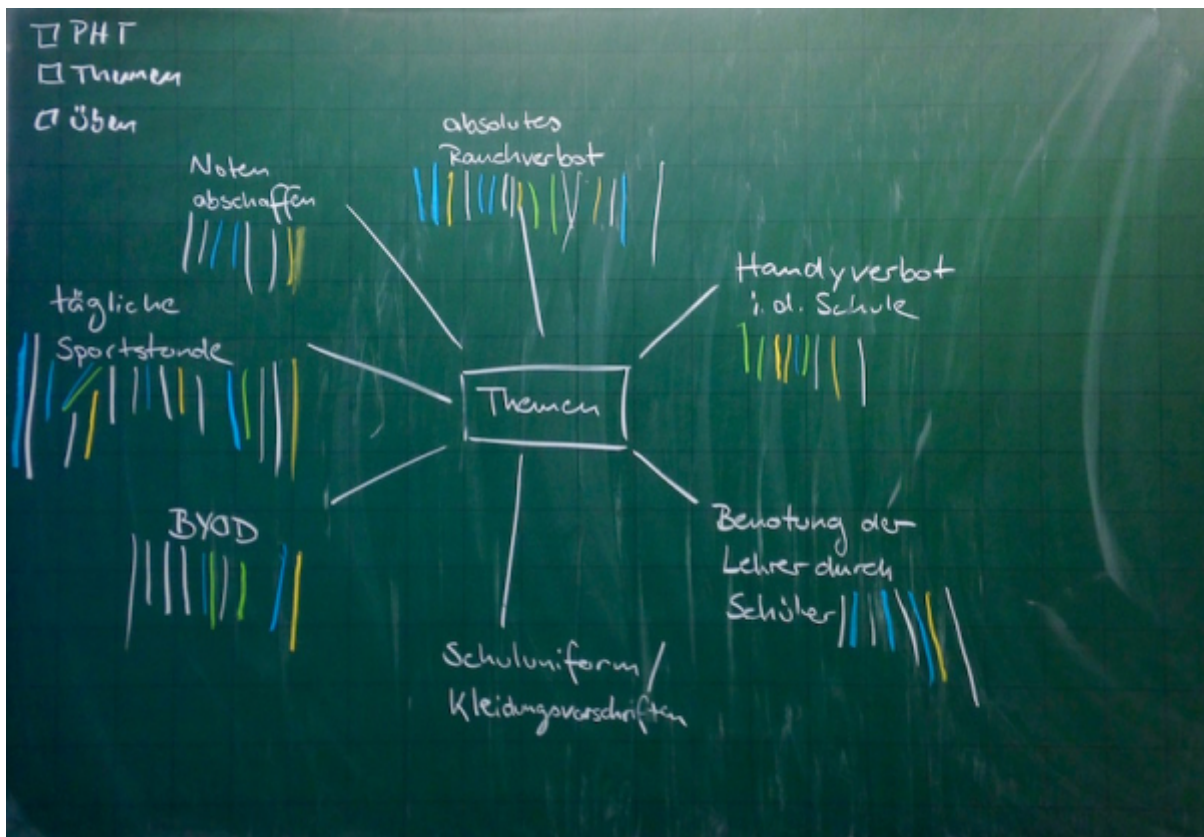 PHT
Themen
Üben
absolutes
Rauchverbot
Noten
abschaffen
Handyverbot
i.d. Schule
tägliche
Sportstunde
Themen
BYOD
Benotung der
Lehrer durch
Schüler
Schuluniform /
Kleidungsvorschriften